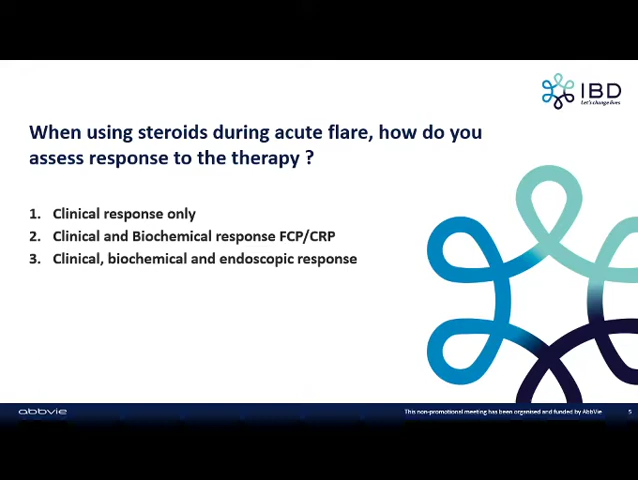 IBD
Let's change lives
When using steroids during acute flare, how do you
assess response to the therapy ?
1. Clinical response only
2. Clinical and Biochemical response FCP/CRP
3. Clinical, biochemical and endoscopic response
abbvie
This non-promotional meeting has been organised and funded by AbbVie
5